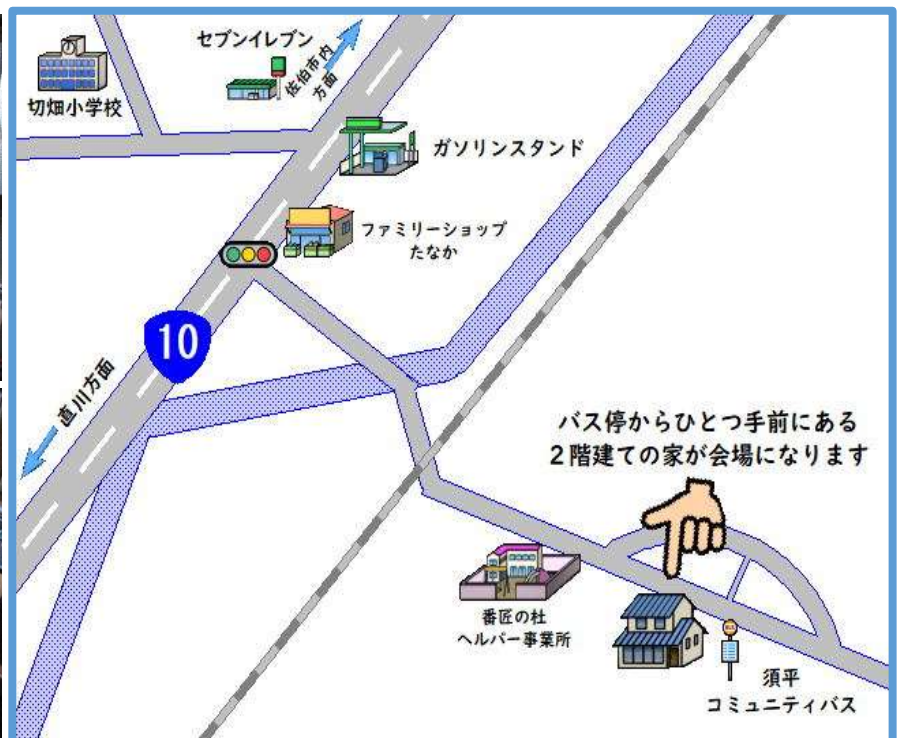 セブンイレブン
佐伯市内
方面
切畑小学校
ガソリンスタンド
ファミリーショップ
たなか
10
直川方面
バス停からひとつ手前にある
2階建ての家が会場になります
番匠の杜
ヘルパー事業所
須平
コミュニティバス